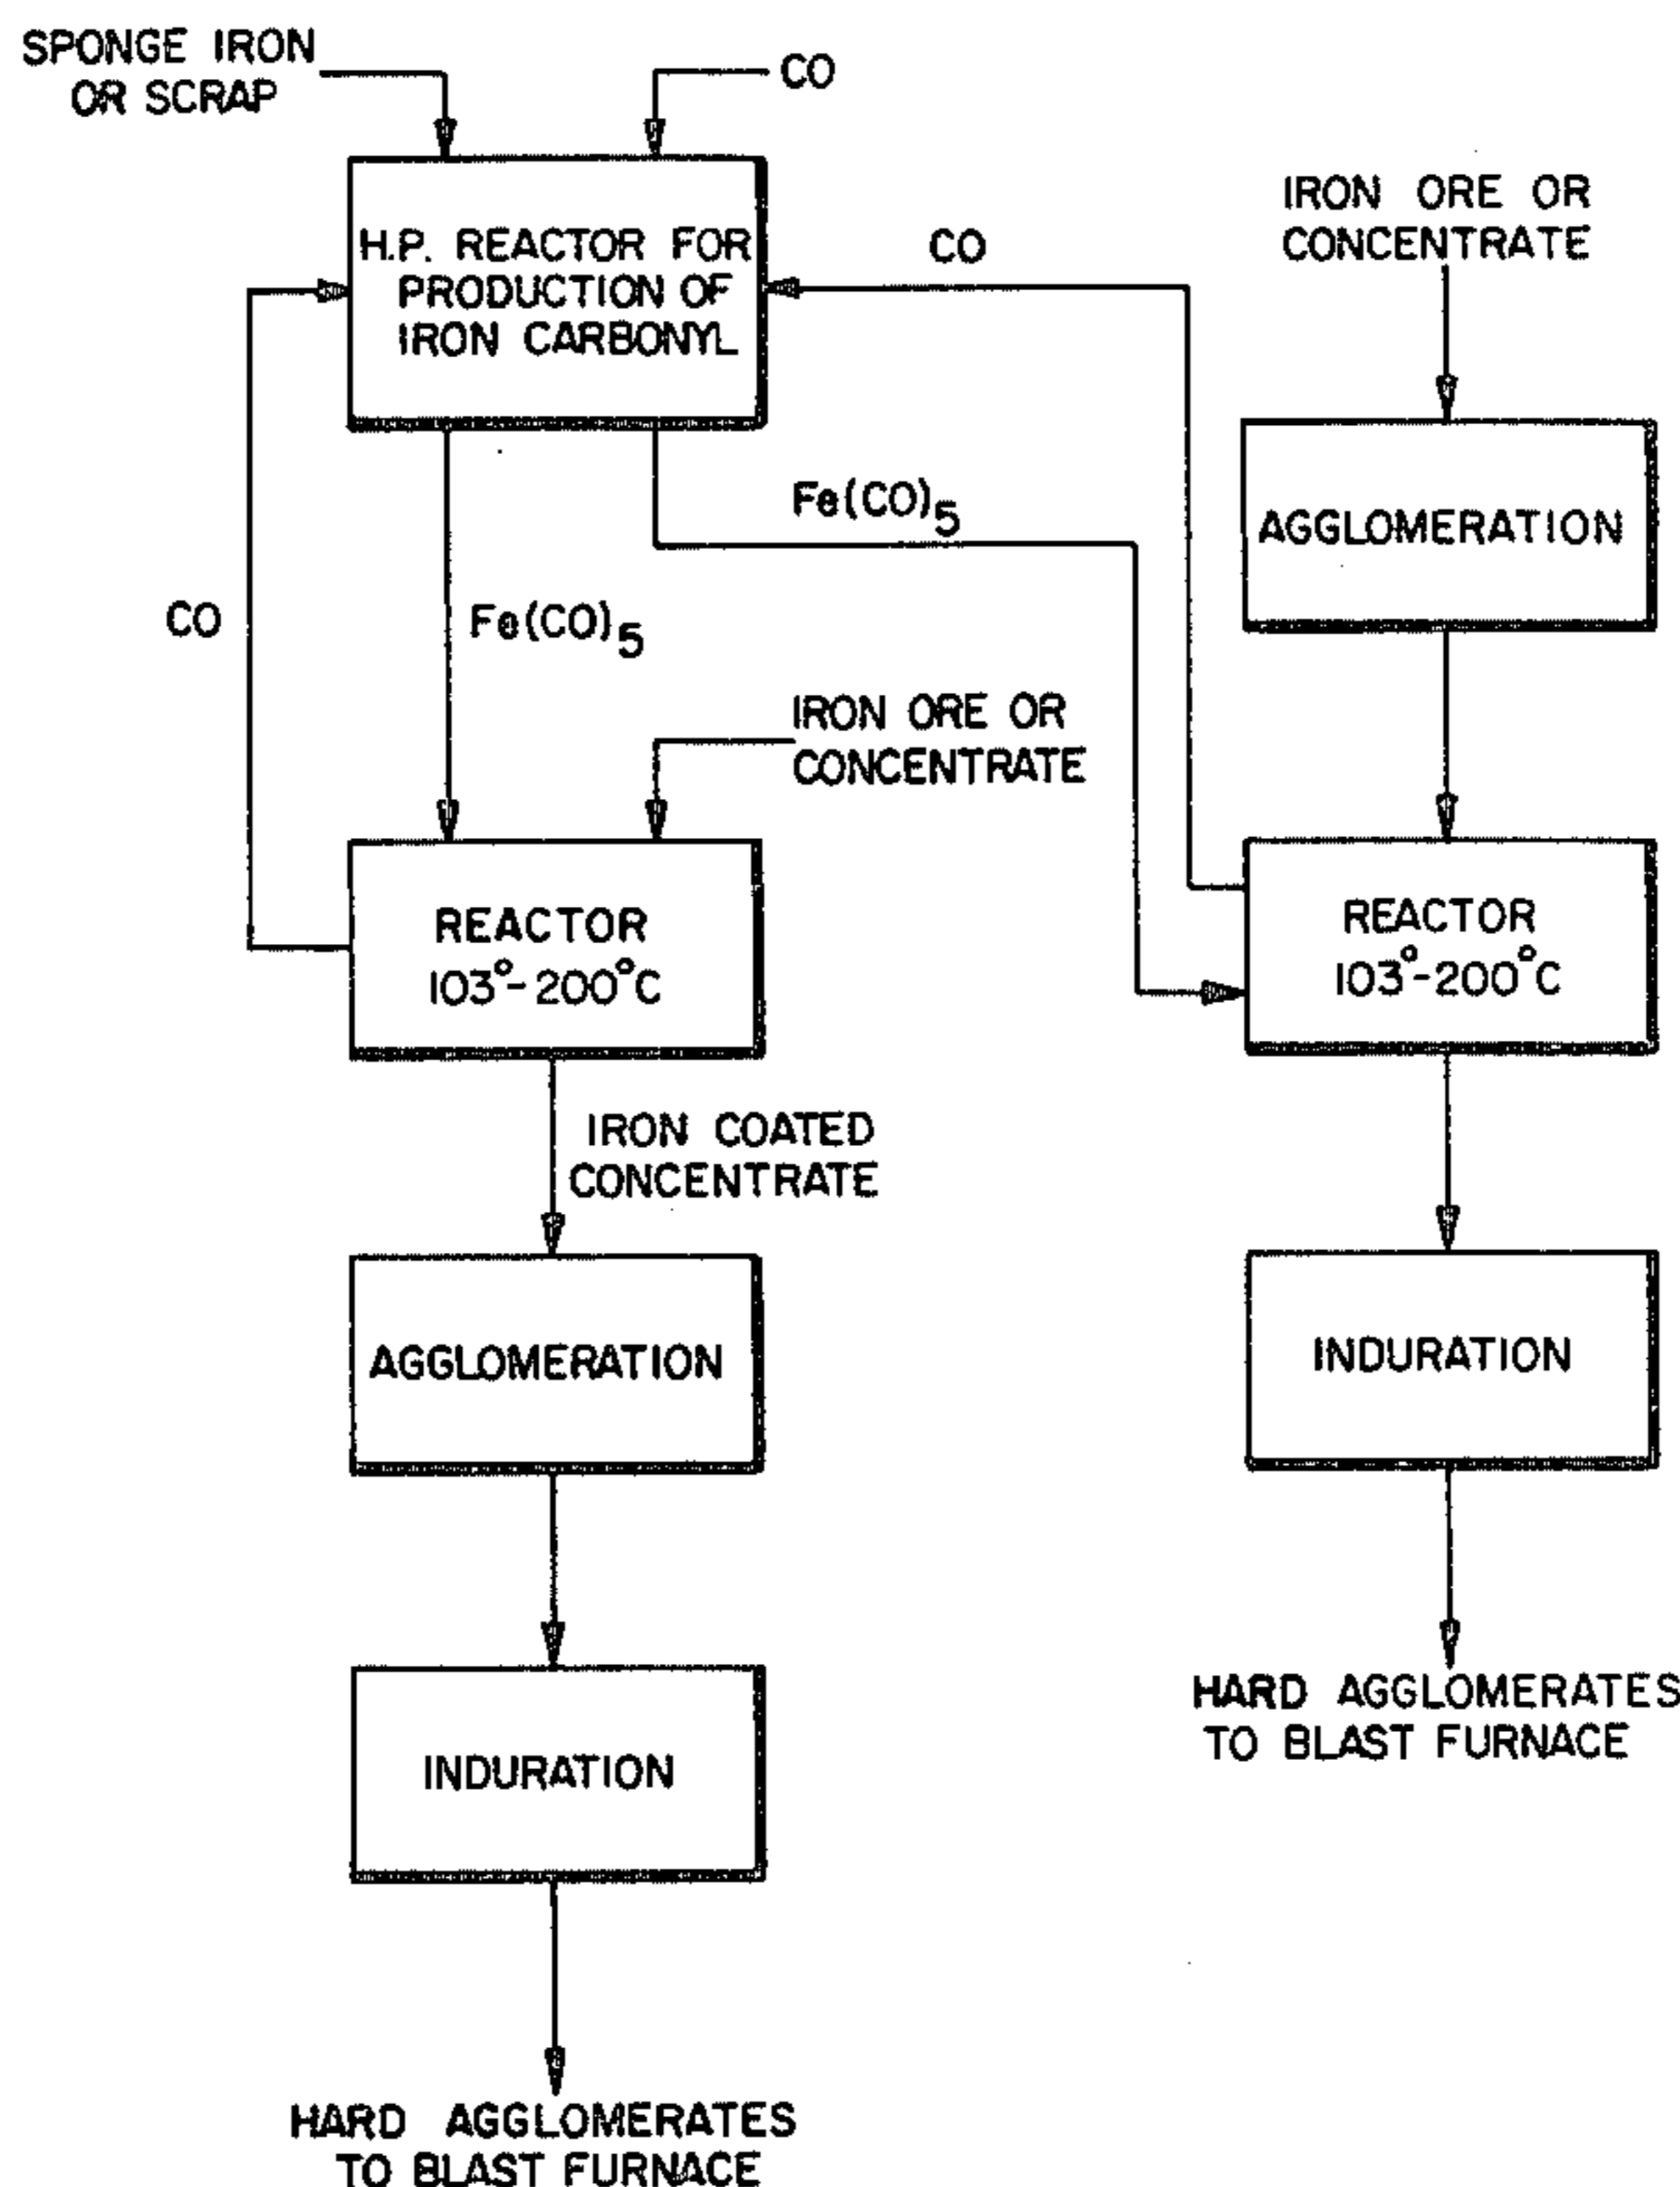 SPONGE IRON
OR SCRAP
CO
H.P. REACTOR FOR
PRODUCTION OF
IRON CARBONYL
CO
IRON ORE OR
CONCENTRATE
Fe(CO)5
AGGLOMERATION
CO
Fe(CO)5
IRON ORE OR
CONCENTRATE
REACTOR
103°-200°C
REACTOR
103°-200°C
IRON COATED
CONCENTRATE
AGGLOMERATION
INDURATION
INDURATION
HARD AGGLOMERATES
TO BLAST FURNACE
HARD AGGLOMERATES
TO BLAST FURNACE